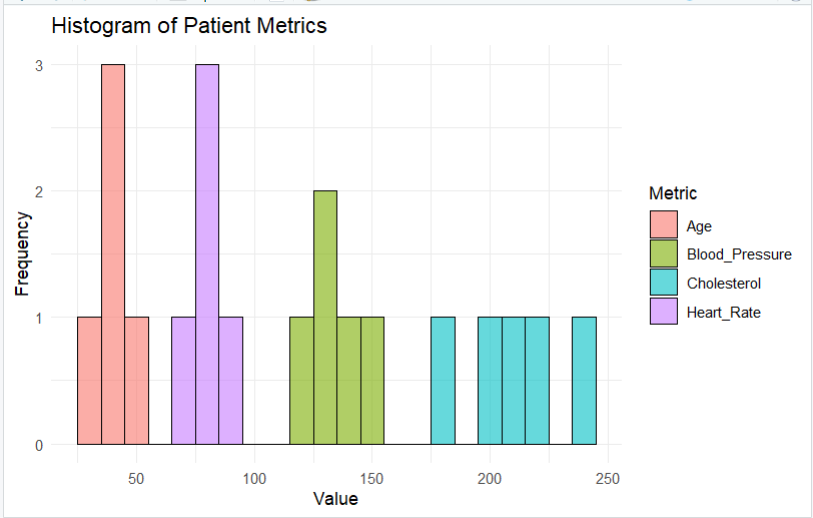 Histogram of Patient Metrics
3
2
1
0
Frequency
50
100
150
200
250
Value
Metric
Age
Blood_Pressure
Cholesterol
Heart_Rate